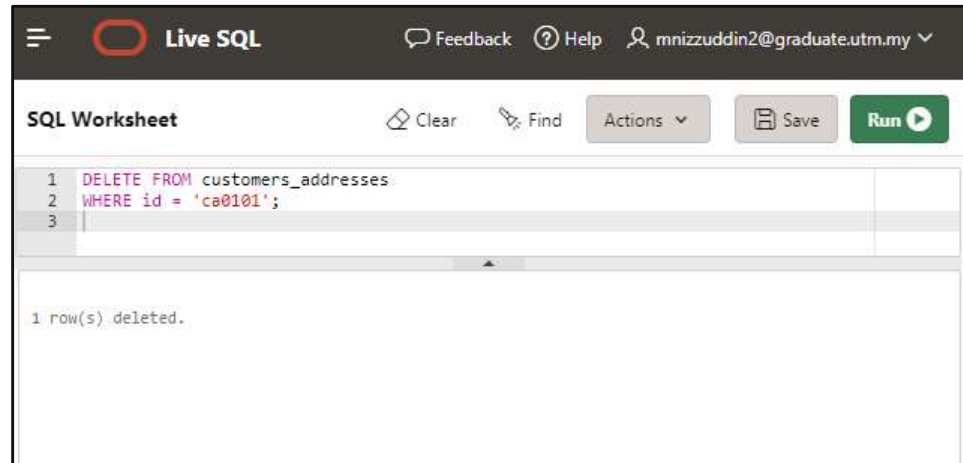 Live SQL Feedback Help mnizzuddin2@graduate.utm.my
SQL Worksheet Clear Find Actions Save Run
1 DELETE FROM customers_addresses
2 WHERE id = 'ca0101';
3
1 row(s) deleted.